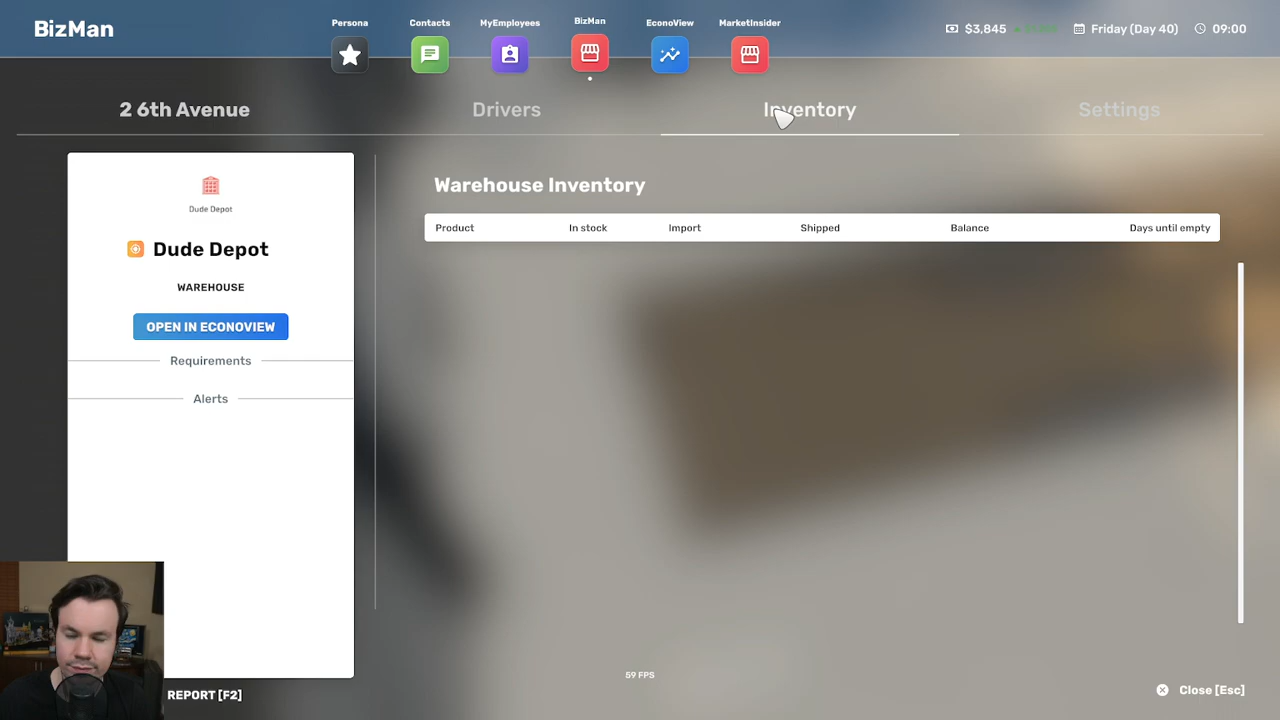 BizMan
Persona
Contacts
MyEmployees
BizMan
EconoView
MarketInsider
$3,845
Friday (Day 40)
09:00
2 6th Avenue
Drivers
Inventory
Settings
Dude Depot
Dude Depot
WAREHOUSE
OPEN IN ECONOVIEW
Requirements
Alerts
Warehouse Inventory
Product
In stock
Import
Shipped
Balance
Days until empty
59 FPS
REPORT [F2]
Close [Esc]